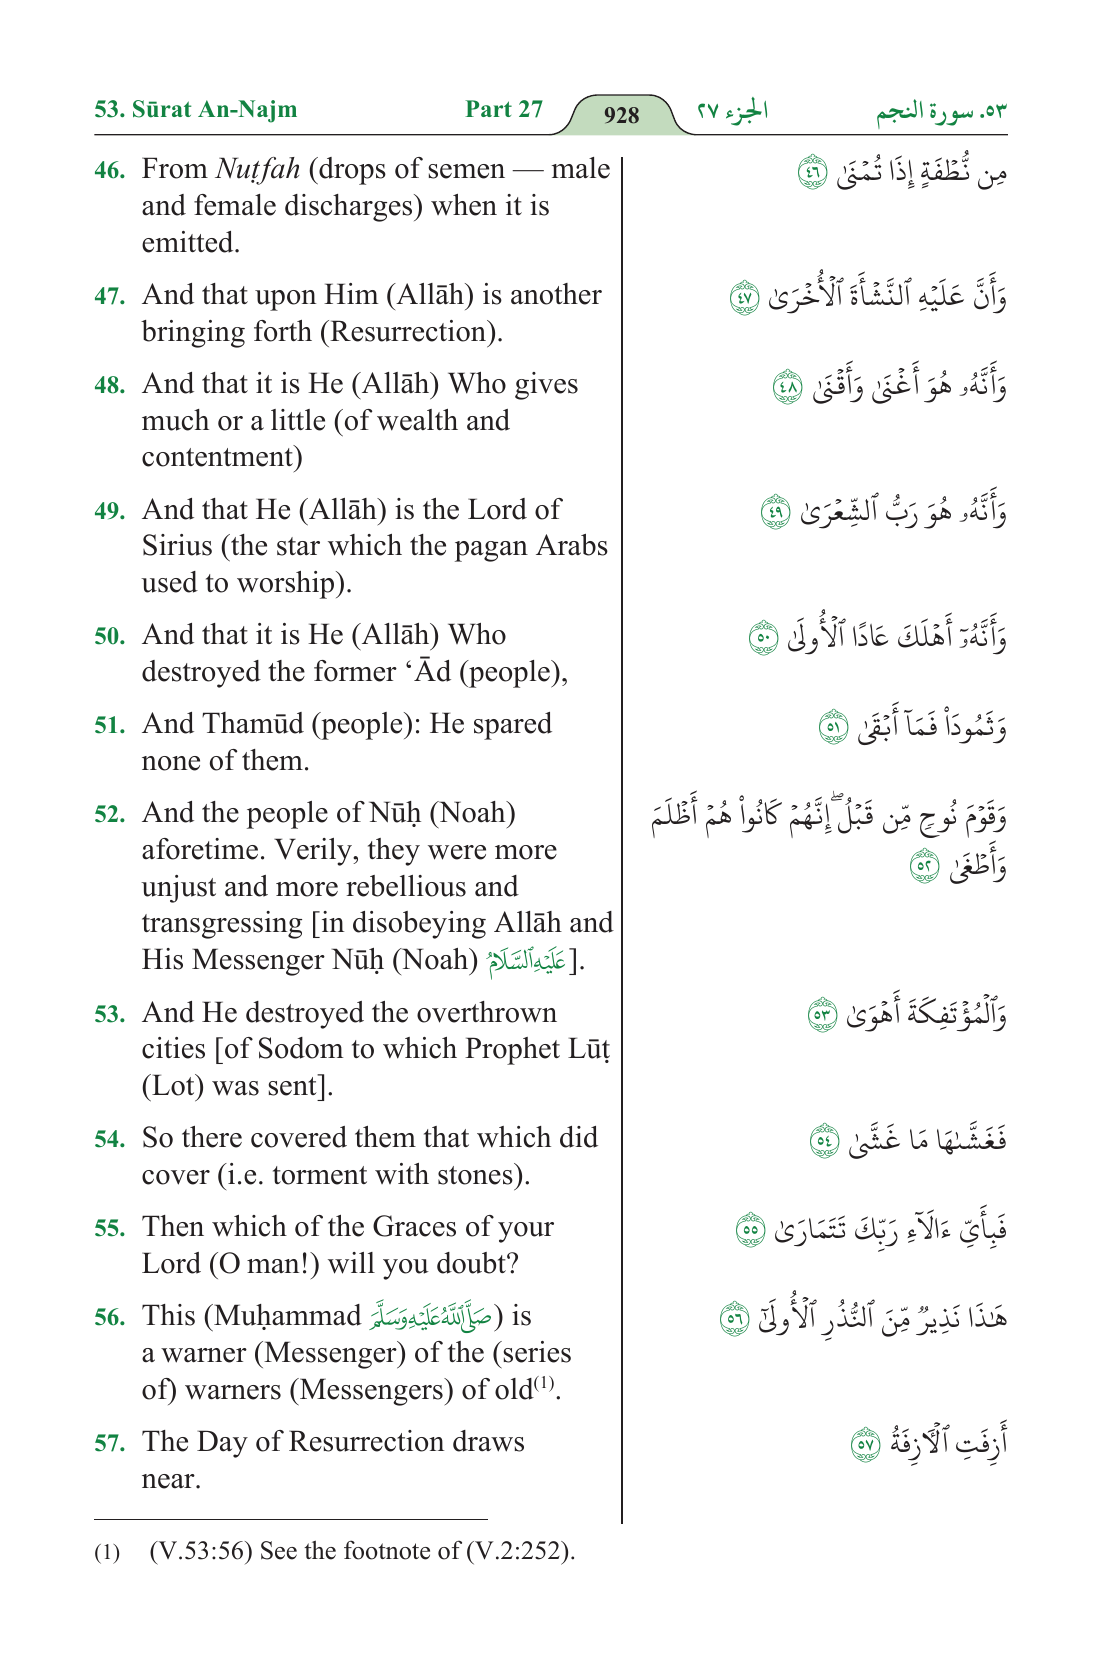 53. Sūrat An-Najm Part 27 928 الجزء ٢٧ ٥٣. سورة النجم
46. From Nuṭfah (drops of semen — male
and female discharges) when it is
emitted.
مِن نُّطۡفَةٍ إِذَا تُمۡنَىٰ ٤٦
47. And that upon Him (Allāh) is another
bringing forth (Resurrection).
وَأَنَّ عَلَيۡهِ ٱلنَّشۡأَةَ ٱلۡأُخۡرَىٰ ٤٧
48. And that it is He (Allāh) Who gives
much or a little (of wealth and
contentment)
وَأَنَّهُۥ هُوَ أَغۡنَىٰ وَأَقۡنَىٰ ٤٨
49. And that He (Allāh) is the Lord of
Sirius (the star which the pagan Arabs
used to worship).
وَأَنَّهُۥ هُوَ رَبُّ ٱلشِّعۡرَىٰ ٤٩
50. And that it is He (Allāh) Who
destroyed the former ‘Ād (people),
وَأَنَّهُۥٓ أَهۡلَكَ عَادًا ٱلۡأُولَىٰ ٥٠
51. And Thamūd (people): He spared
none of them.
وَثَمُودَاْ فَمَآ أَبۡقَىٰ ٥١
52. And the people of Nūḥ (Noah)
aforetime. Verily, they were more
unjust and more rebellious and
transgressing [in disobeying Allāh and
His Messenger Nūḥ (Noah) عَلَيْهِ ٱلسَّلَامُ].
وَقَوۡمَ نُوحٖ مِّن قَبۡلُۖ إِنَّهُمۡ كَانُواْ هُمۡ أَظۡلَمَ
وَأَطۡغَىٰ ٥٢
53. And He destroyed the overthrown
cities [of Sodom to which Prophet Lūṭ
(Lot) was sent].
وَٱلۡمُؤۡتَفِكَةَ أَهۡوَىٰ ٥٣
54. So there covered them that which did
cover (i.e. torment with stones).
فَغَشَّىٰهَا مَا غَشَّىٰ ٥٤
55. Then which of the Graces of your
Lord (O man!) will you doubt?
فَبِأَيِّ ءَالَآءِ رَبِّكَ تَتَمَارَىٰ ٥٥
56. This (Muḥammad صَلَّى ٱللَّهُ عَلَيْهِ وَسَلَّمَ) is
a warner (Messenger) of the (series
of) warners (Messengers) of old(1).
هَٰذَا نَذِيرٞ مِّنَ ٱلنُّذُرِ ٱلۡأُولَىٰٓ ٥٦
57. The Day of Resurrection draws
near.
أَزِفَتِ ٱلۡأٓزِفَةُ ٥٧
(1) (V.53:56) See the footnote of (V.2:252).